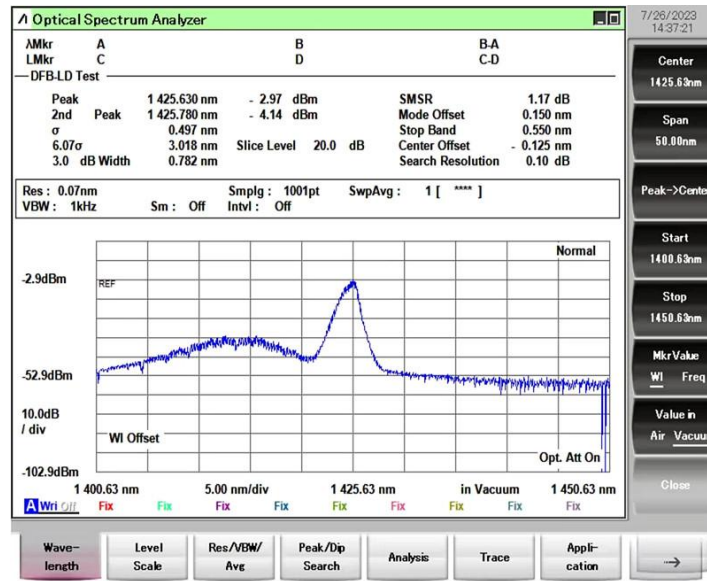 Λ Optical Spectrum Analyzer
7/26/2023
14:37:21
λMkr A B B-A
LMkr C D C-D
DFB-LD Test
Peak 1 425.630 nm - 2.97 dBm SMSR 1.17 dB
2nd Peak 1 425.780 nm - 4.14 dBm Mode Offset 0.150 nm
σ 0.497 nm Stop Band 0.550 nm
6.07σ 3.018 nm Slice Level 20.0 dB Center Offset - 0.125 nm
3.0 dB Width 0.782 nm Search Resolution 0.10 dB
Res : 0.07nm Smplg : 1001pt SwpAvg : 1 [ **** ]
VBW : 1kHz Sm : Off Intvl : Off
Normal
-2.9dBm REF
-52.9dBm
10.0dB
/ div
Wl Offset
Opt. Att On
-102.9dBm
1 400.63 nm 5.00 nm/div 1 425.63 nm in Vacuum 1 450.63 nm
A Wri Off Fix Fix Fix Fix Fix Fix Fix Fix Fix
Center
1425.63nm
Span
50.00nm
Peak->Cente
Start
1400.63nm
Stop
1450.63nm
MkrValue
Wl Freq
Value in
Air Vacuu
Close
Wave-
length
Level
Scale
Res/VBW/
Avg
Peak/Dip
Search
Analysis
Trace
Appli-
cation
→